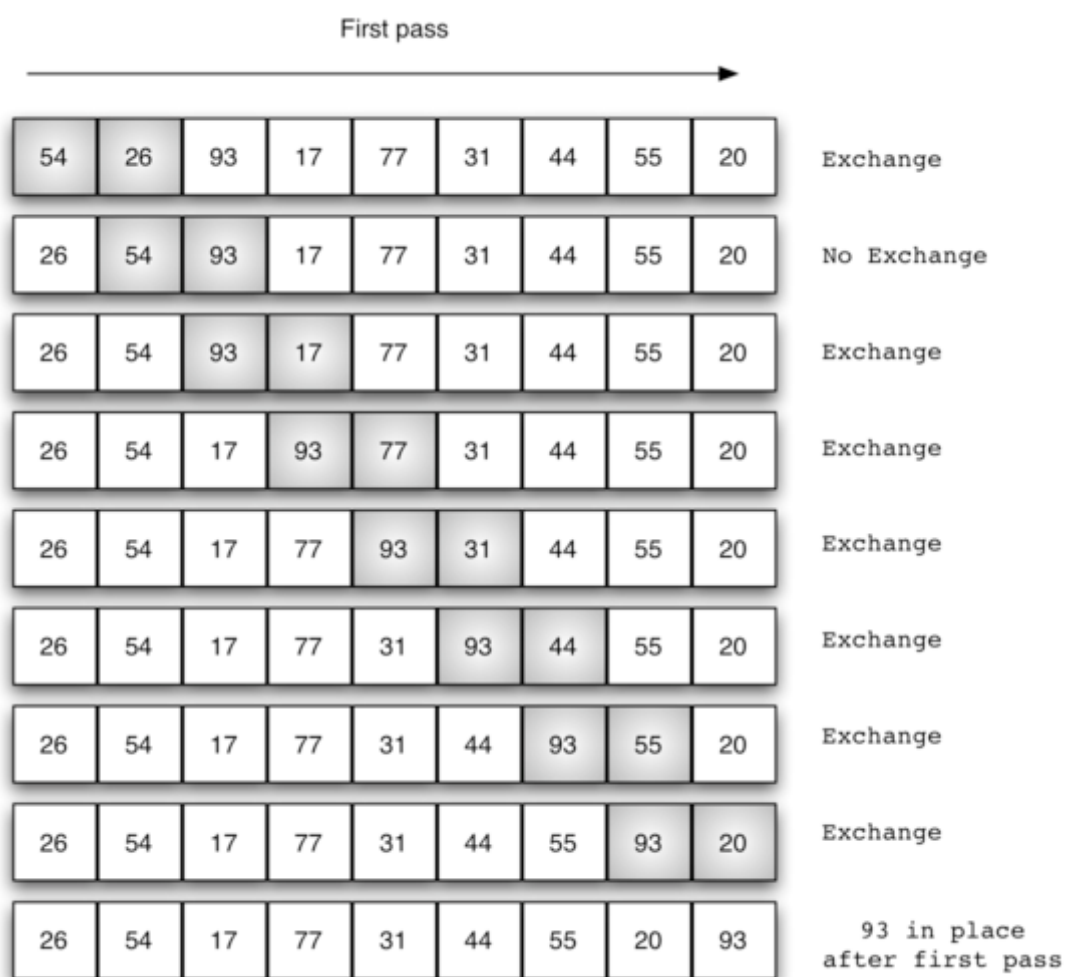 First pass
54 26 93 17 77 31 44 55 20 Exchange
26 54 93 17 77 31 44 55 20 No Exchange
26 54 93 17 77 31 44 55 20 Exchange
26 54 17 93 77 31 44 55 20 Exchange
26 54 17 77 93 31 44 55 20 Exchange
26 54 17 77 31 93 44 55 20 Exchange
26 54 17 77 31 44 93 55 20 Exchange
26 54 17 77 31 44 55 93 20 Exchange
26 54 17 77 31 44 55 20 93 93 in place
after first pass